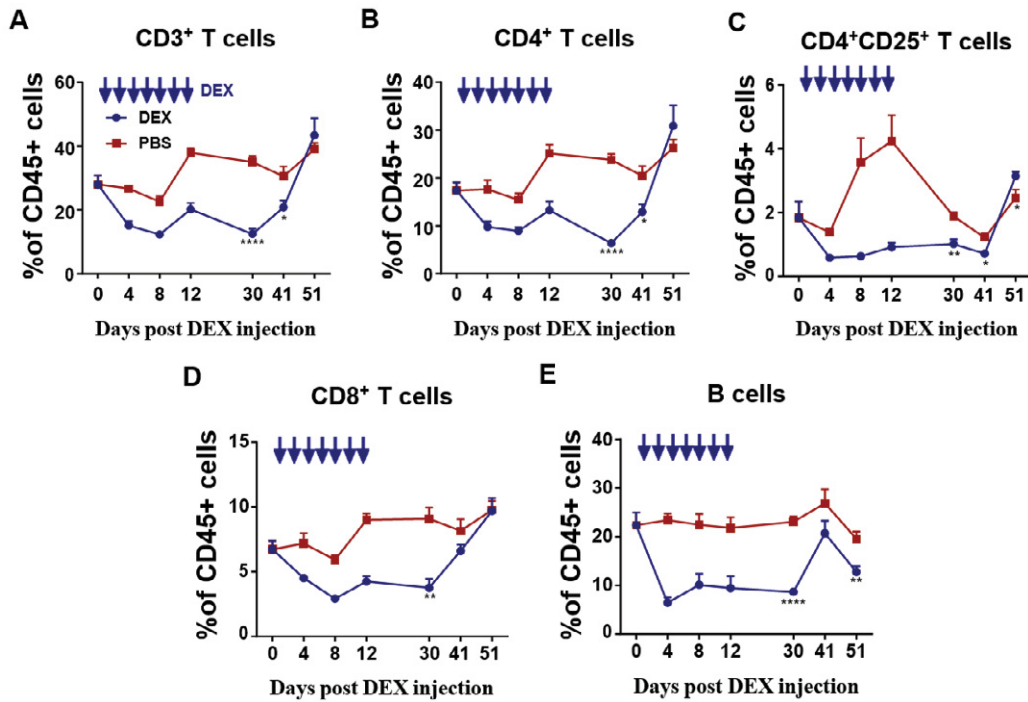 A
CD3⁺ T cells
%of CD45+ cells
60
40
20
0
DEX
DEX
PBS
****
*
0 4 8 12 30 41 51
Days post DEX injection
B
CD4⁺ T cells
%of CD45+ cells
40
30
20
10
0
****
*
0 4 8 12 30 41 51
Days post DEX injection
C
CD4⁺CD25⁺ T cells
%of CD45+ cells
6
4
2
0
**
*
*
0 4 8 12 30 41 51
Days post DEX injection
D
CD8⁺ T cells
%of CD45+ cells
15
10
5
0
**
0 4 8 12 30 41 51
Days post DEX injection
E
B cells
%of CD45+ cells
40
30
20
10
0
****
**
0 4 8 12 30 41 51
Days post DEX injection